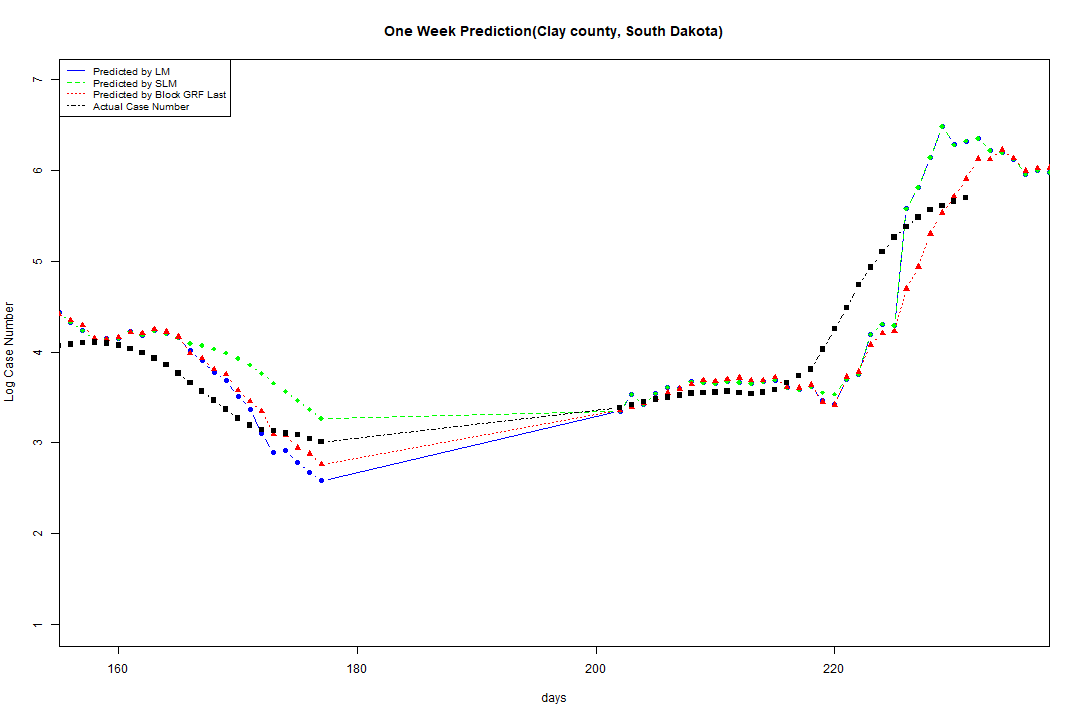 One Week Prediction(Clay county, South Dakota)
Predicted by LM
Predicted by SLM
Predicted by Block GRF Last
Actual Case Number
7
6
5
4
3
2
1
Log Case Number
160 180 200 220
days